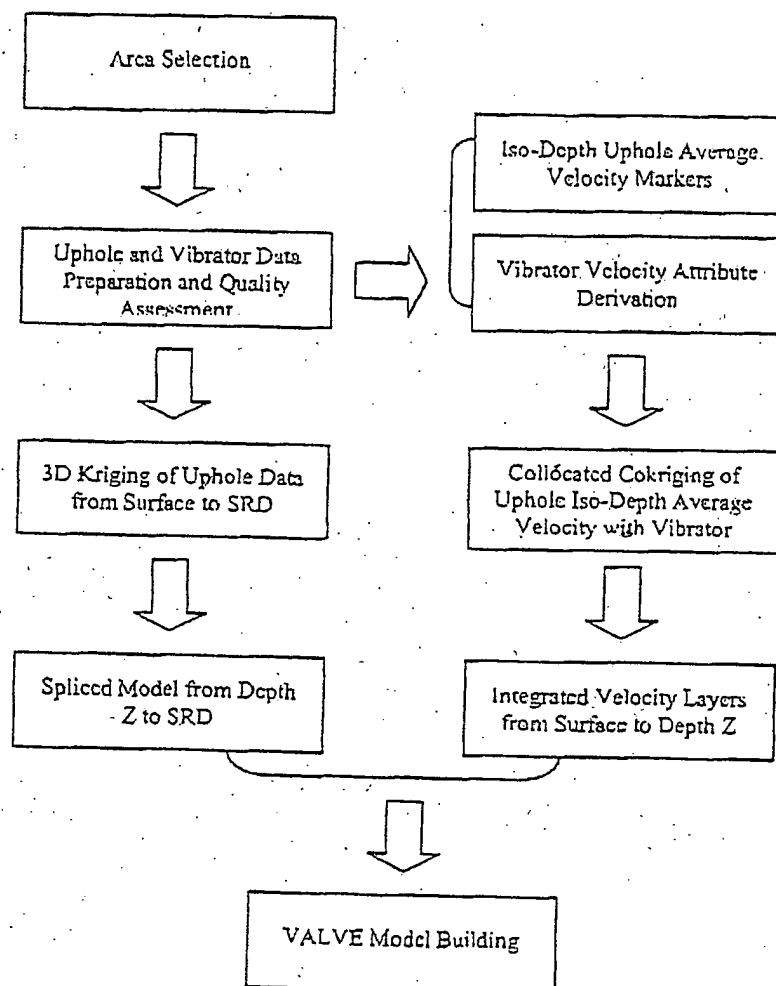 Area Selection
Iso-Depth Uphole Average
Velocity Markers
Uphole and Vibrator Data
Preparation and Quality
Assessment
Vibrator Velocity Attribute
Derivation
3D Kriging of Uphole Data
from Surface to SRD
Collocated Cokriging of
Uphole Iso-Depth Average
Velocity with Vibrator
Spliced Model from Depth
Z to SRD
Integrated Velocity Layers
from Surface to Depth Z
VALVE Model Building